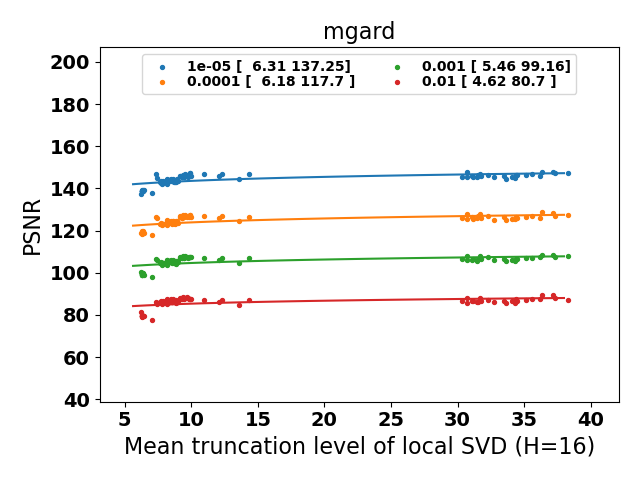 mgard
1e-05 [  6.31 137.25]
0.0001 [  6.18 117.7 ]
0.001 [ 5.46 99.16]
0.01 [ 4.62 80.7 ]
200
180
160
140
120
100
80
60
40
PSNR
5 10 15 20 25 30 35 40
Mean truncation level of local SVD (H=16)